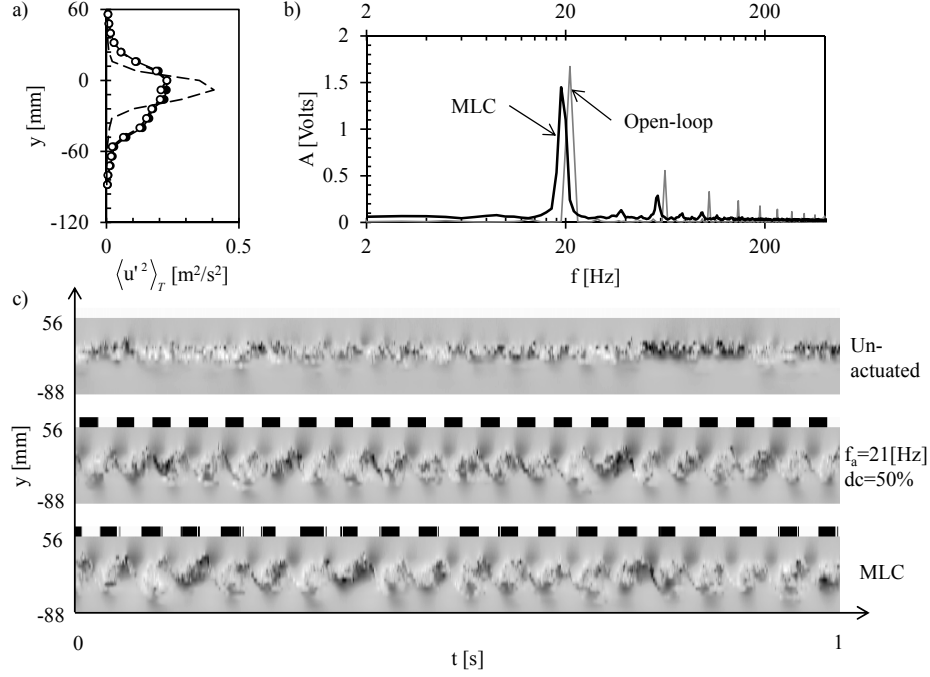 a)
60
0
-60
-120
y [mm]
0
0.5
⟨u'²⟩_T [m²/s²]
b)
2
20
200
2
1.5
1
0.5
0
A [Volts]
MLC
Open-loop
2
20
200
f [Hz]
c)
56
-88
Un-
actuated
56
-88
y [mm]
fₐ=21[Hz]
dc=50%
56
-88
MLC
0
1
t [s]